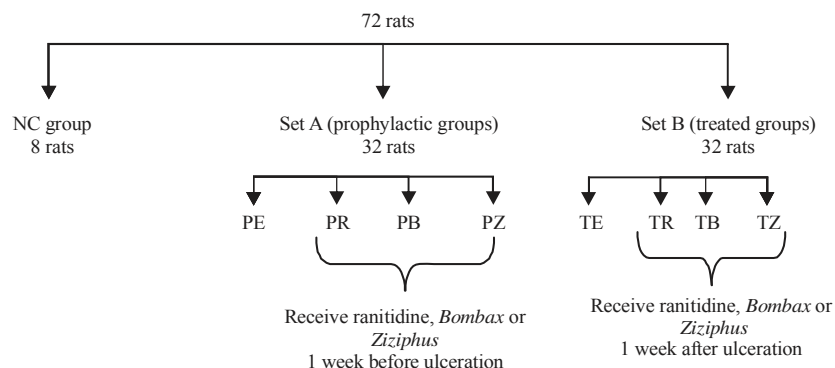 72 rats
NC group
8 rats
Set A (prophylactic groups)
32 rats
Set B (treated groups)
32 rats
PE PR PB PZ
TE TR TB TZ
Receive ranitidine, Bombax or
Ziziphus
1 week before ulceration
Receive ranitidine, Bombax or
Ziziphus
1 week after ulceration